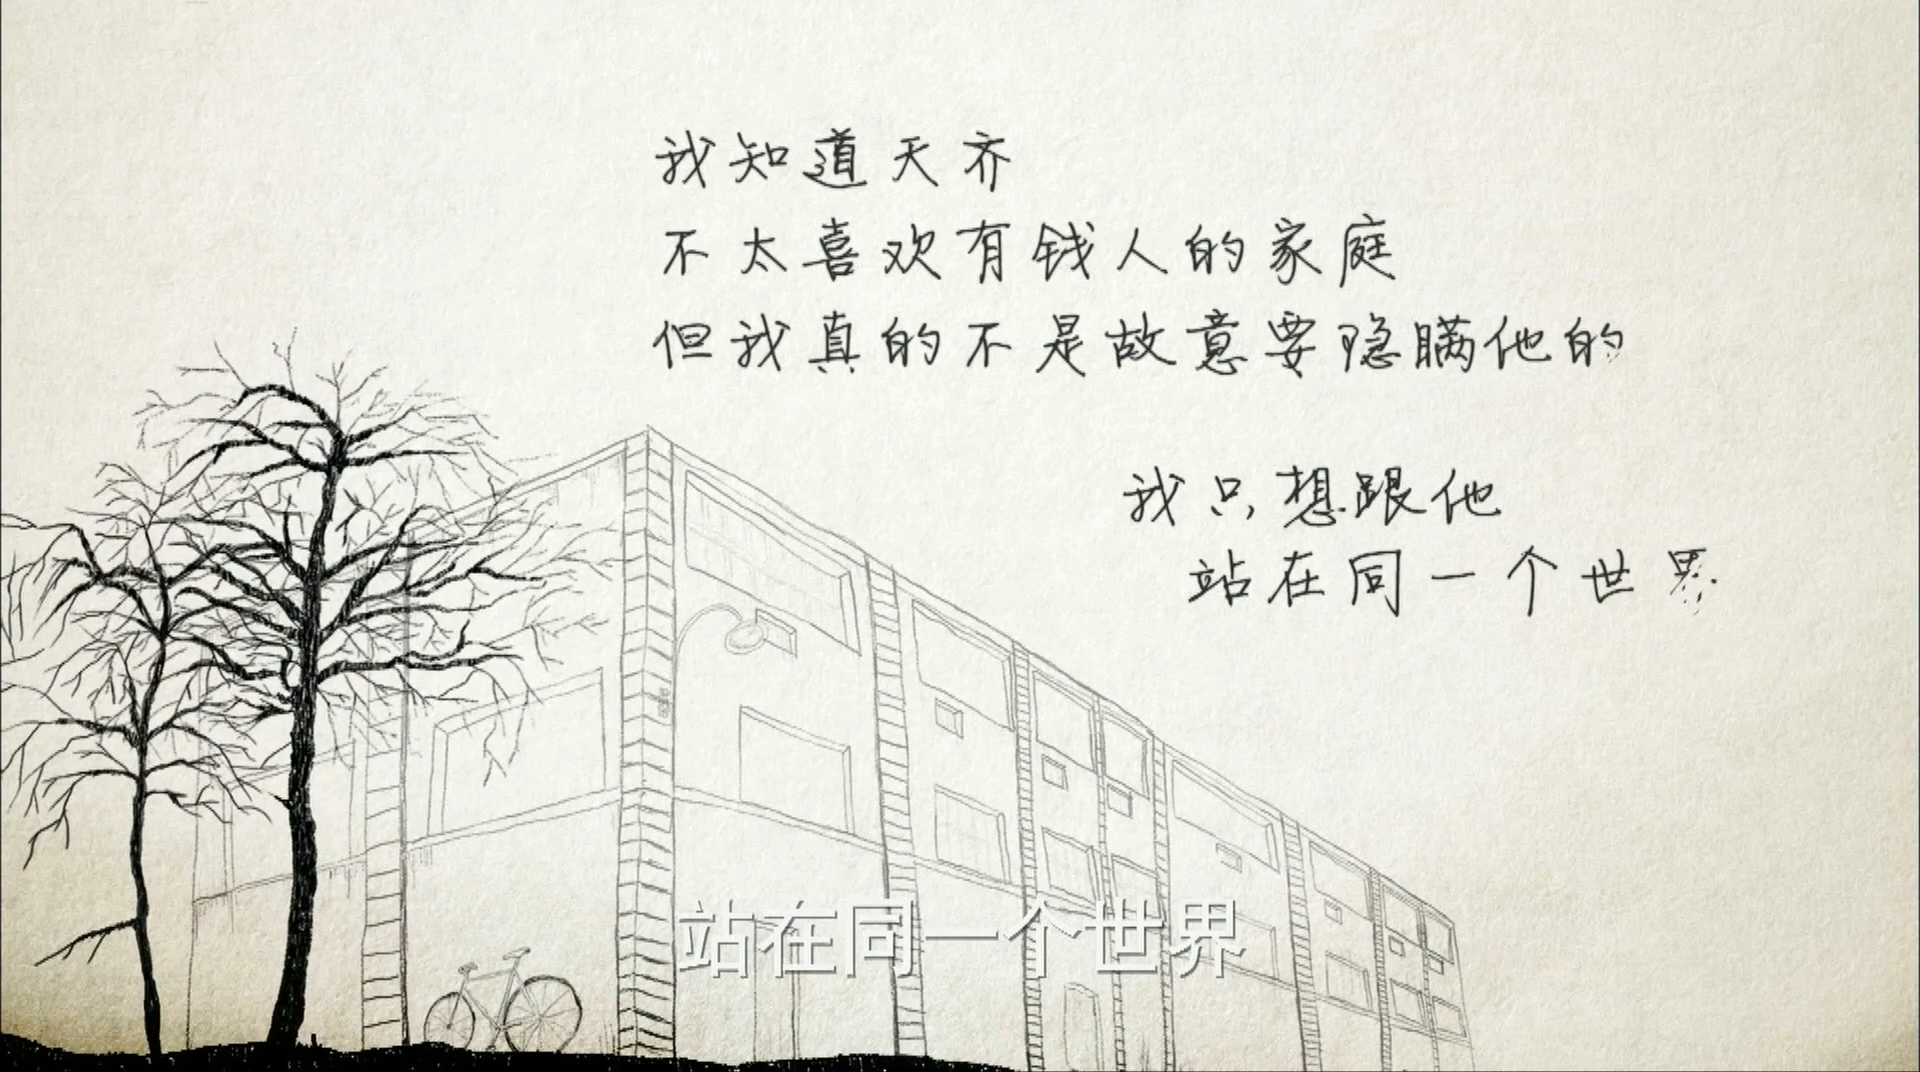 我知道天齐
不太喜欢有钱人的家庭
但我真的不是故意要隐瞒他的
我只想跟他
站在同一个世界
站在同一个世界